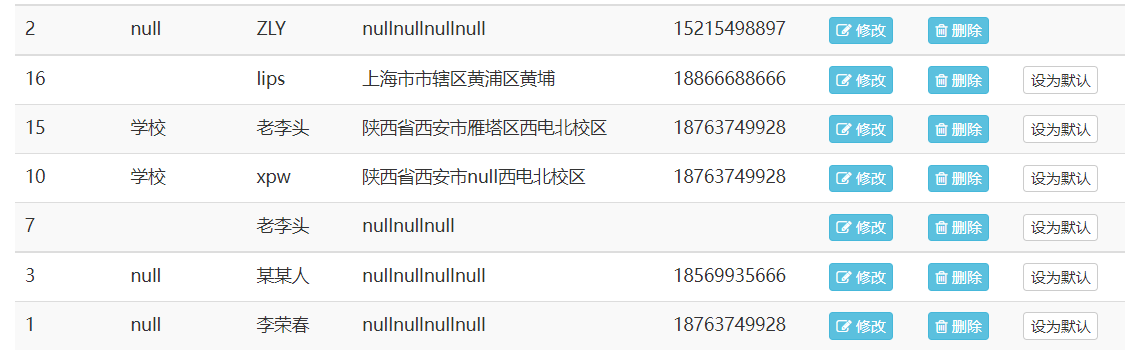 2 null ZLY nullnullnullnull 15215498897 修改 删除
16 lips 上海市市辖区黄浦区黄埔 18866688666 修改 删除 设为默认
15 学校 老李头 陕西省西安市雁塔区西电北校区 18763749928 修改 删除 设为默认
10 学校 xpw 陕西省西安市null西电北校区 18763749928 修改 删除 设为默认
7 老李头 nullnullnull 修改 删除 设为默认
3 null 某某人 nullnullnullnull 18569935666 修改 删除 设为默认
1 null 李荣春 nullnullnullnull 18763749928 修改 删除 设为默认